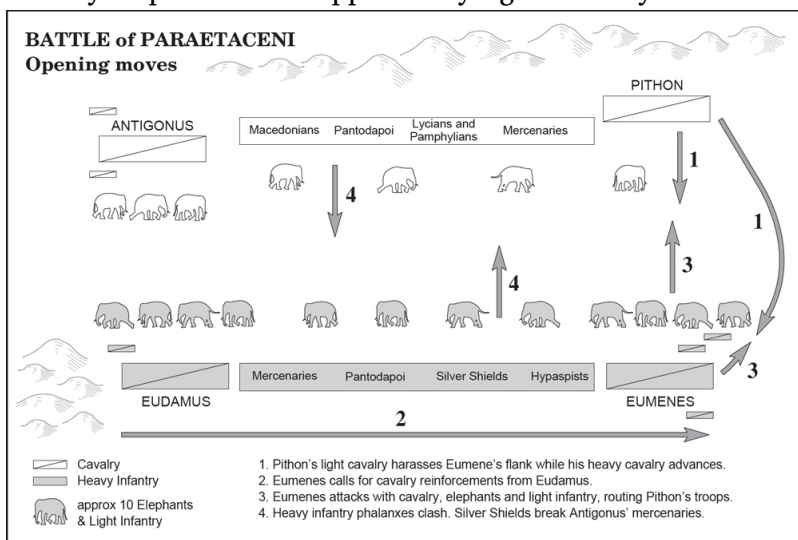 BATTLE of PARAETACENI
Opening moves
PITHON
ANTIGONUS
Macedonians Pantodapoi Lycians and Pamphylians Mercenaries
1
1
4
3
4
3
Mercenaries Pantodapoi Silver Shields Hypaspists
EUDAMUS
EUMENES
2
Cavalry
Heavy Infantry
approx 10 Elephants
& Light Infantry
1. Pithon's light cavalry harasses Eumene's flank while his heavy cavalry advances.
2. Eumenes calls for cavalry reinforcements from Eudamus.
3. Eumenes attacks with cavalry, elephants and light infantry, routing Pithon's troops.
4. Heavy infantry phalanxes clash. Silver Shields break Antigonus' mercenaries.